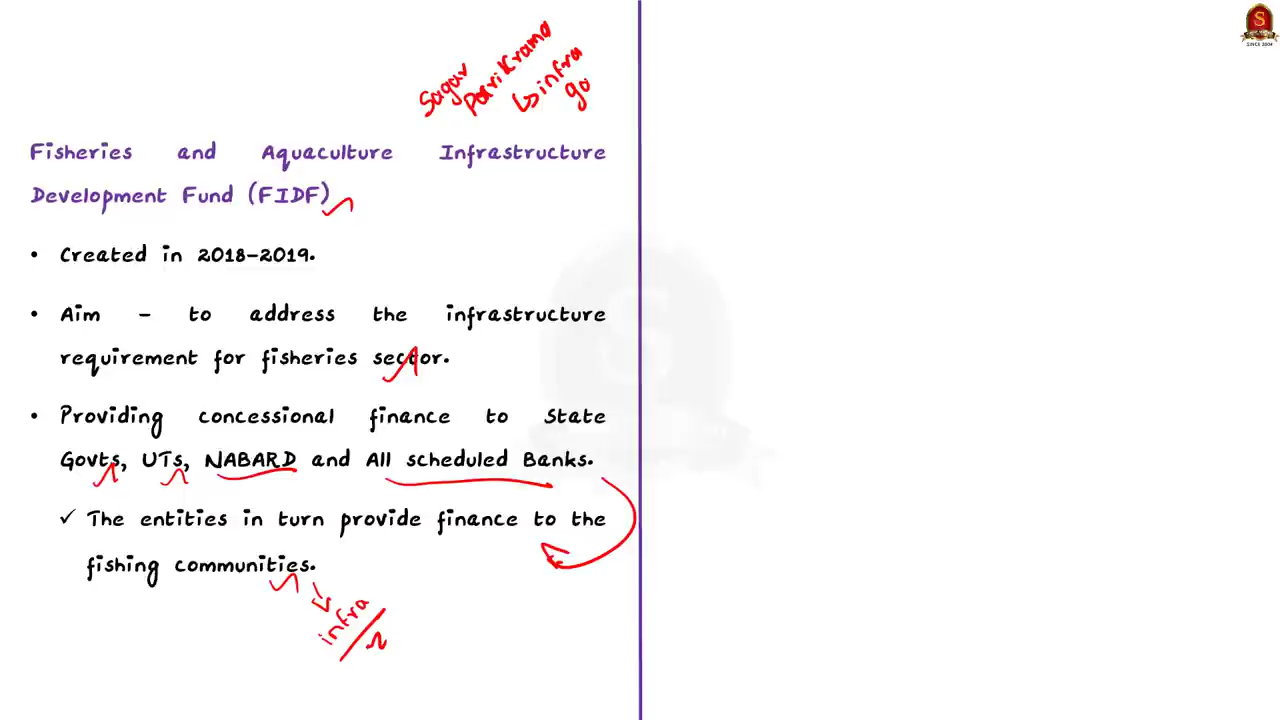 Sagar
Parikrama
↳ infra
go
Fisheries and Aquaculture Infrastructure
Development Fund (FIDF)
• Created in 2018-2019.
• Aim - to address the infrastructure
requirement for fisheries sector.
• Providing concessional finance to State
Govts, UTs, NABARD and All scheduled Banks.
✓ The entities in turn provide finance to the
fishing communities.
infra/
S
SINCE 2004